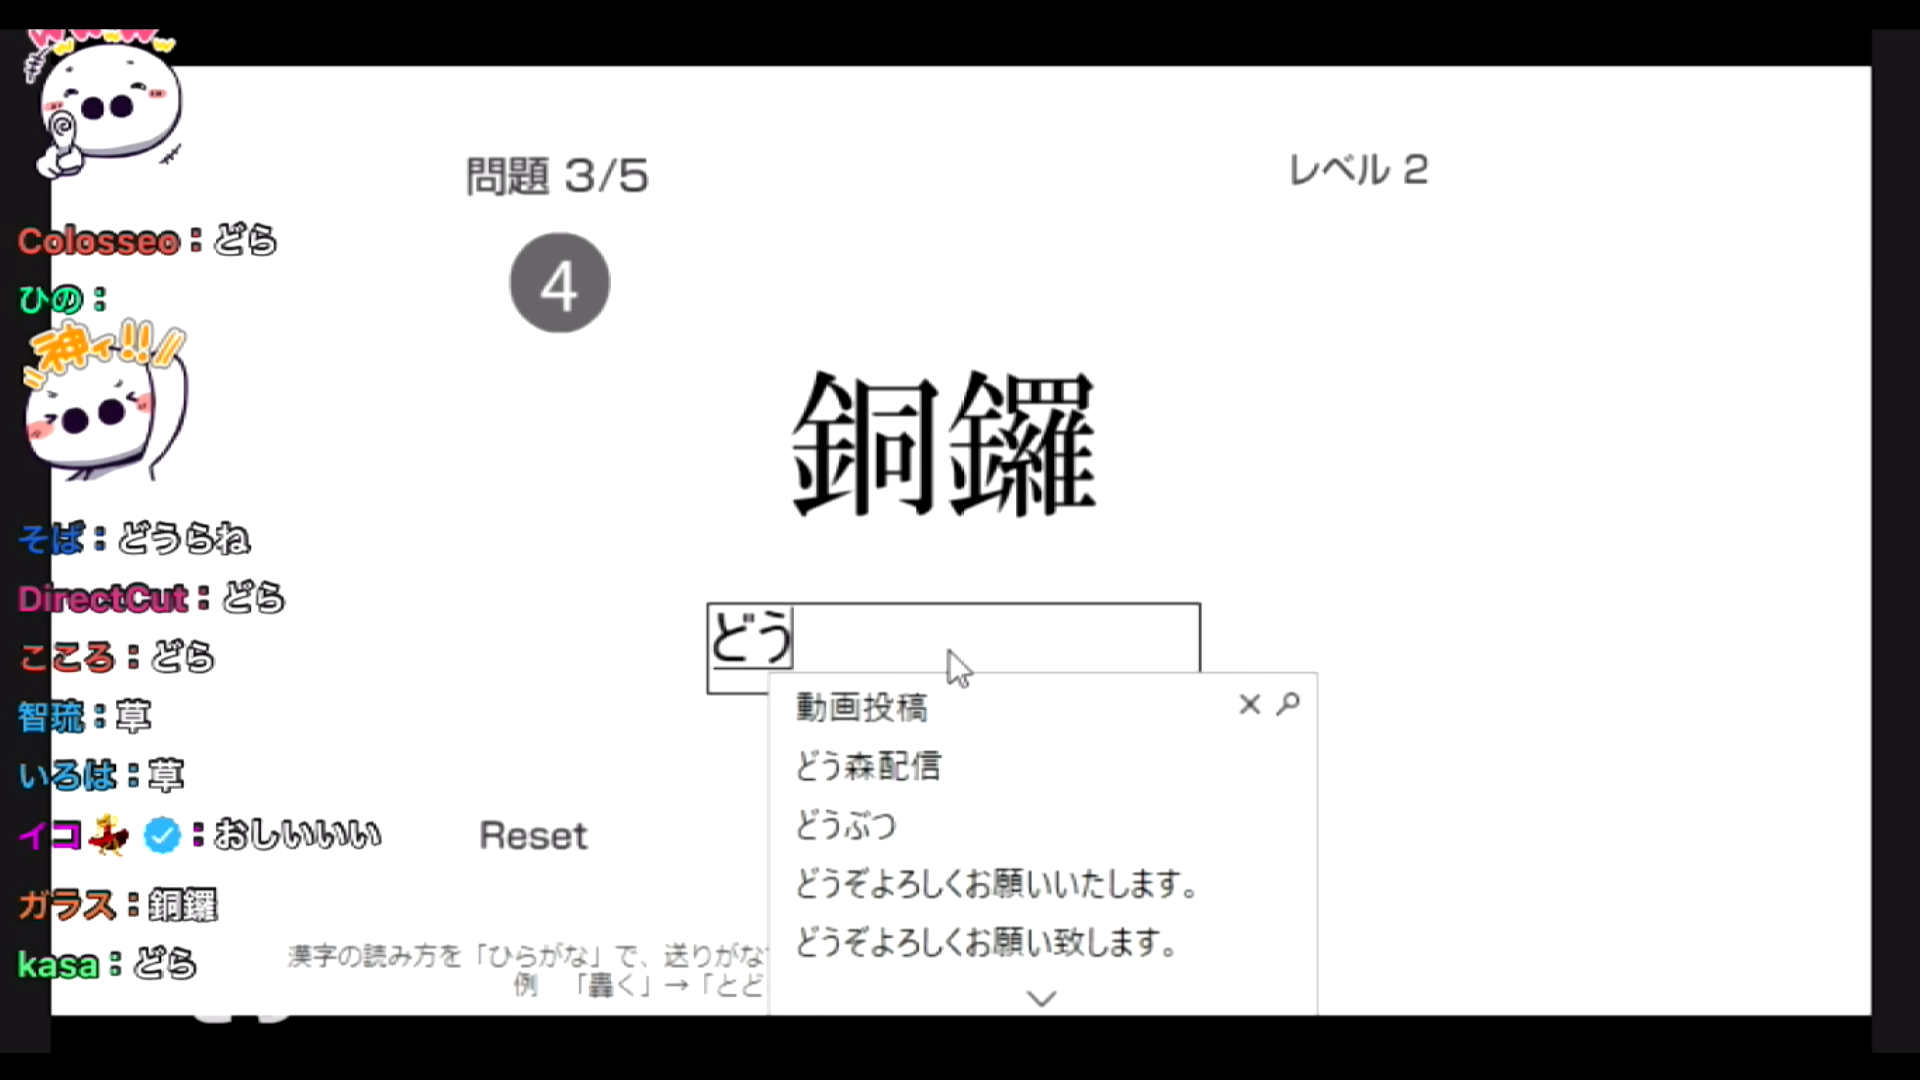 問題 3/5
レベル 2
4
銅鑼
どう
動画投稿
どう森配信
どうぶつ
どうぞよろしくお願いいたします。
どうぞよろしくお願い致します。
Reset
漢字の読み方を「ひらがな」で、送りがな
例 「轟く」→「とど
Colosseo：どら
ひの：
神ィ!!
そば：どうらね
DirectCut：どら
こころ：どら
智琉：草
いろは：草
イコ：おしいいい
ガラス：銅鑼
kasa：どら